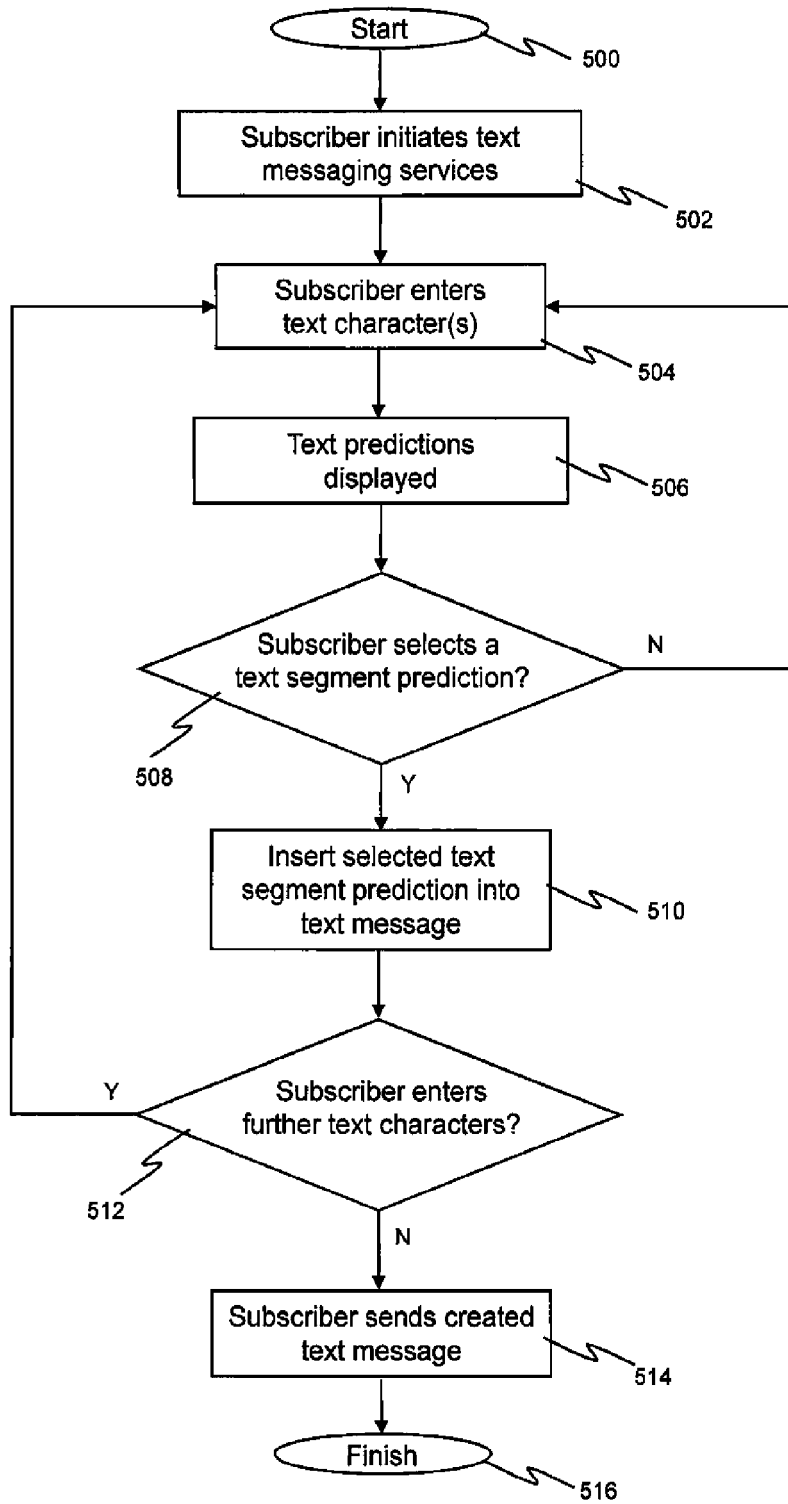 Start
500
Subscriber initiates text
messaging services
502
Subscriber enters
text character(s)
504
Text predictions
displayed
506
Subscriber selects a
text segment prediction?
N
508
Y
Insert selected text
segment prediction into
text message
510
Subscriber enters
further text characters?
Y
512
N
Subscriber sends created
text message
514
Finish
516